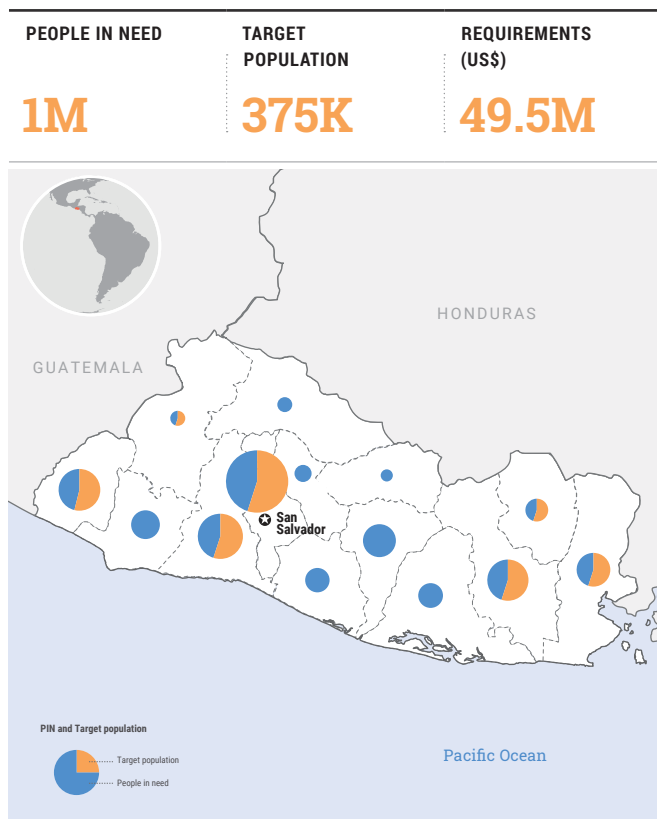 PEOPLE IN NEED
TARGET
POPULATION
REQUIREMENTS
(US$)
1M
375K
49.5M
HONDURAS
GUATEMALA
San
Salvador
PIN and Target population
Target population
People in need
Pacific Ocean